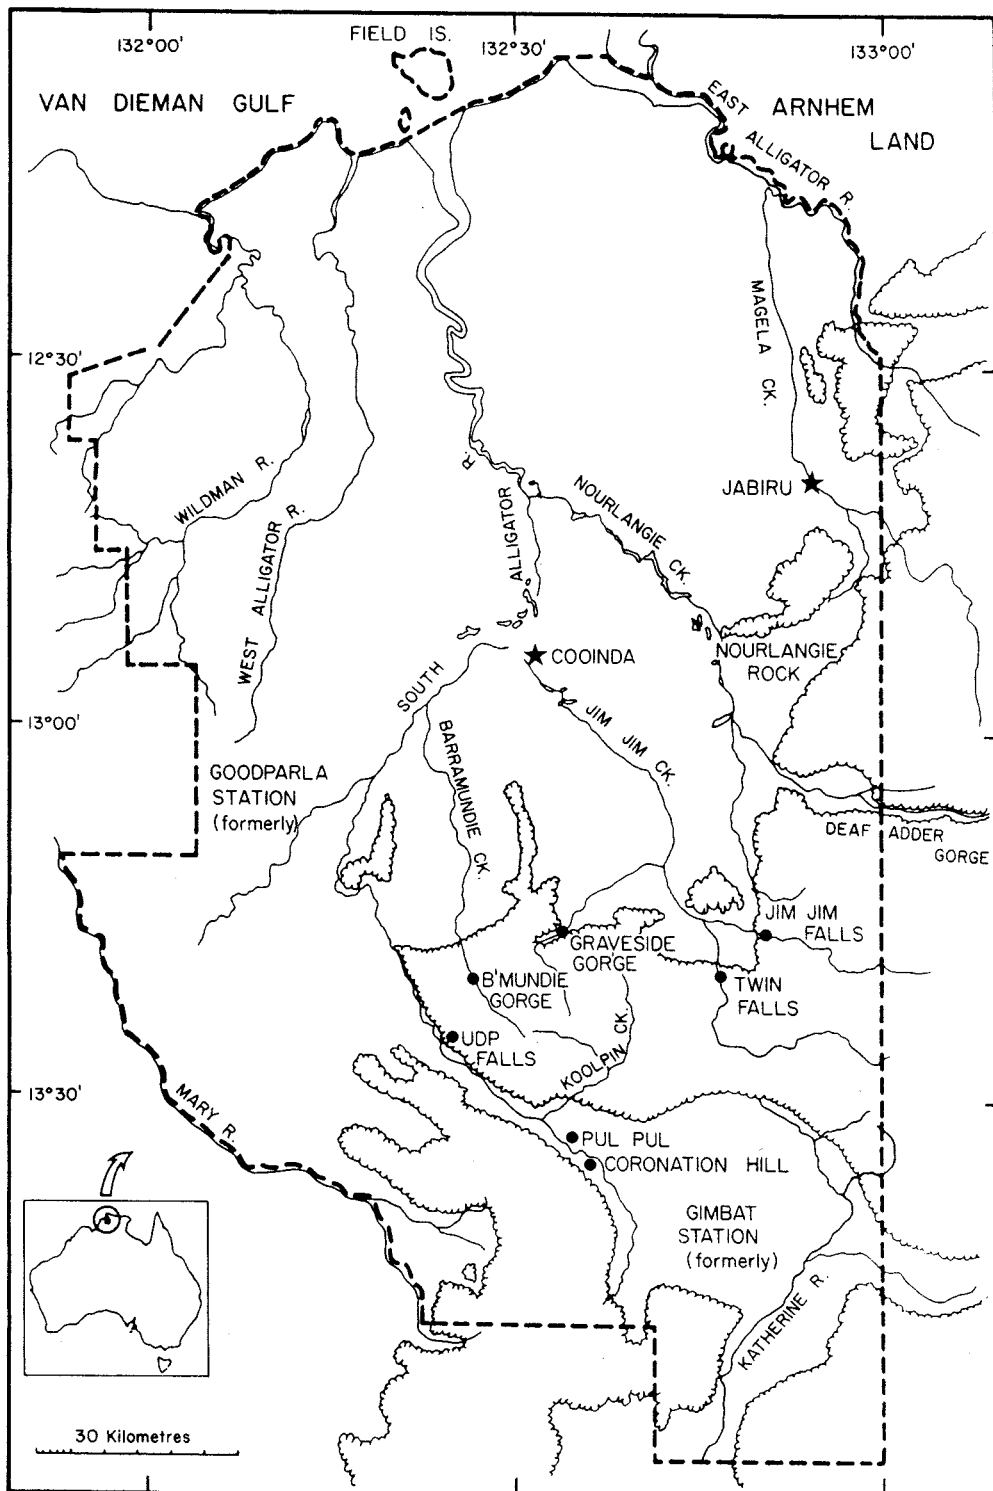 132°00'
FIELD IS.
132°30'
133°00'
VAN DIEMAN GULF
EAST ALLIGATOR R.
ARNHEM
LAND
12°30'
MAGELA CK.
WILDMAN R.
WEST ALLIGATOR R.
SOUTH ALLIGATOR R.
NOURLANGIE CK.
JABIRU
NOURLANGIE
ROCK
COOINDA
13°00'
GOODPARLA
STATION
(formerly)
BARRAMUNDIE CK.
JIM JIM CK.
DEAF ADDER
GORGE
JIM JIM
FALLS
GRAVESIDE
GORGE
B'MUNDIE
GORGE
TWIN
FALLS
UDP
FALLS
KOOLPIN CK.
13°30'
MARY R.
PUL PUL
CORONATION HILL
GIMBAT
STATION
(formerly)
KATHERINE R.
30 Kilometres